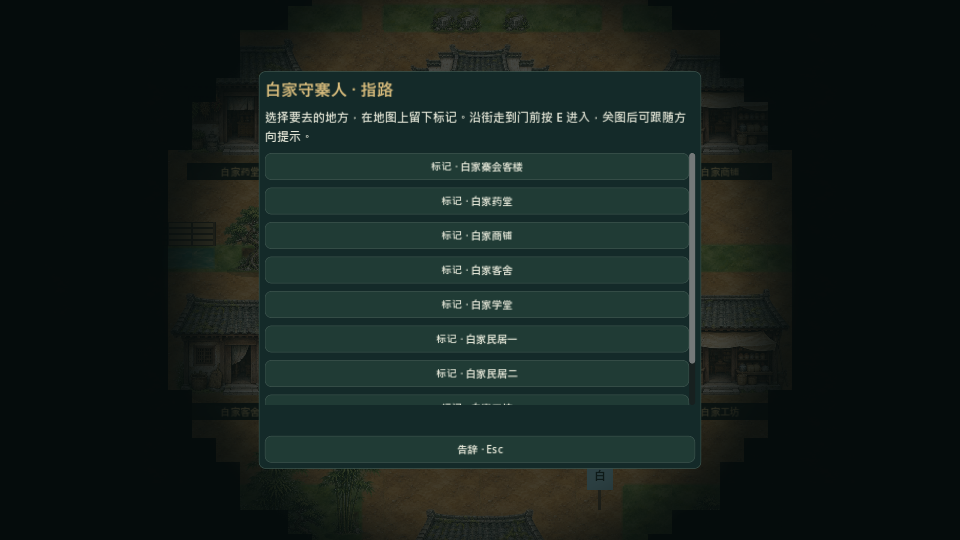 白家守寨人 · 指路
选择要去的地方，在地图上留下标记。沿街走到门前按 E 进入，关图后可跟随方
向提示。
标记 · 白家寨会客楼
标记 · 白家药堂
标记 · 白家商铺
标记 · 白家客舍
标记 · 白家学堂
标记 · 白家民居一
标记 · 白家民居二
告辞 · Esc
白家药堂
白家商铺
白家客舍
白家工坊
白